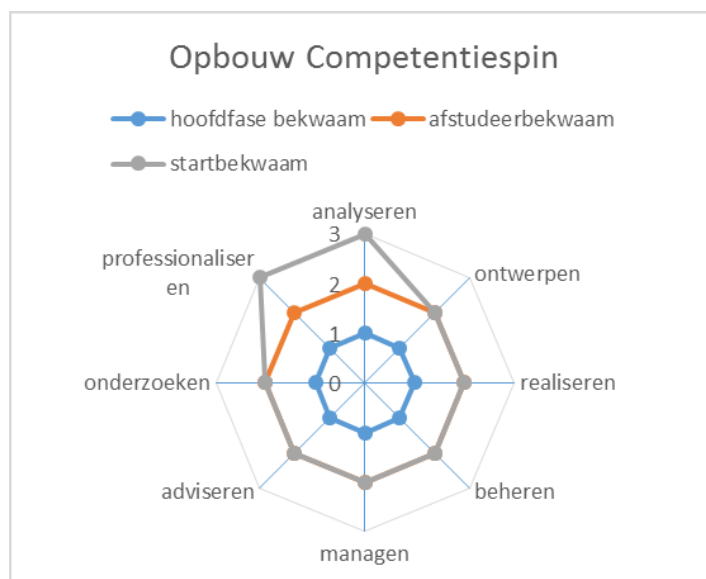 Opbouw Competentiespin
hoofdfase bekwaam
afstudeerbekwaam
startbekwaam
analyseren
3
professionaliser
en
ontwerpen
2
1
onderzoeken
0
realiseren
adviseren
beheren
managen